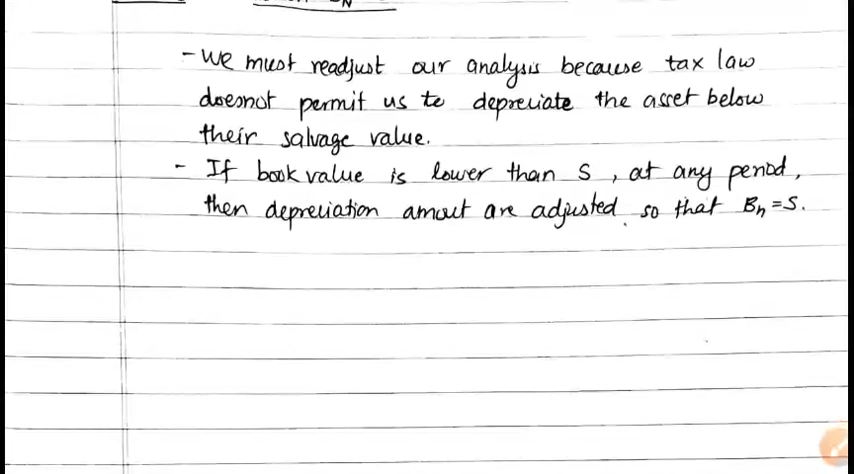 N
- We must readjust our analysis because tax law
doesnot permit us to depreciate the asset below
their salvage value.
- If book value is lower than S , at any period,
then depreciation amout are adjusted. so that Bn = S.